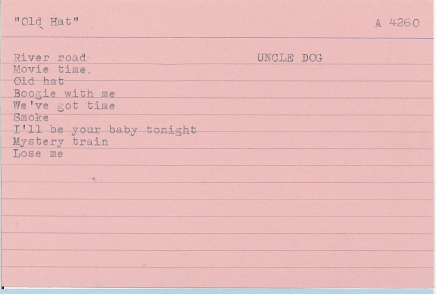 "Old Hat" A 4260
River road UNCLE DOG
Movie time.
Old hat
Boogie with me
We've got time
Smoke
I'll be your baby tonight
Mystery train
Lose me